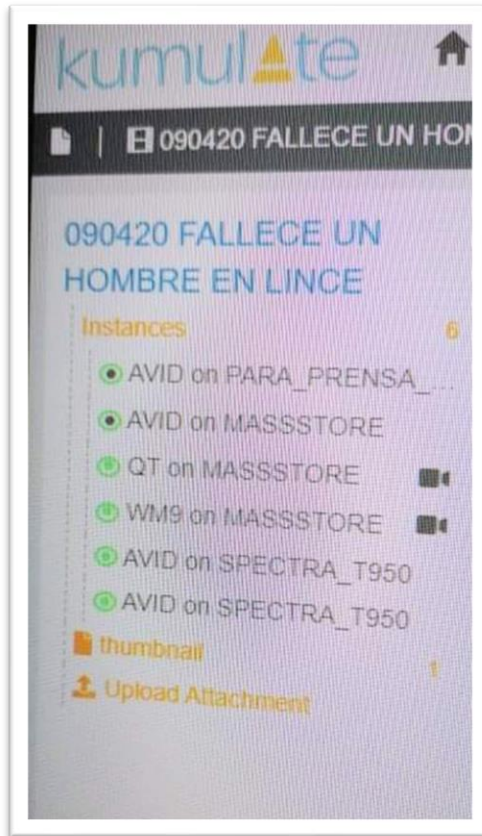 kumulate
090420 FALLECE UN HO
090420 FALLECE UN
HOMBRE EN LINCE
Instances 6
AVID on PARA_PRENSA_...
AVID on MASSSTORE
QT on MASSSTORE
WM9 on MASSSTORE
AVID on SPECTRA_T950
AVID on SPECTRA_T950
thumbnail 1
Upload Attachment